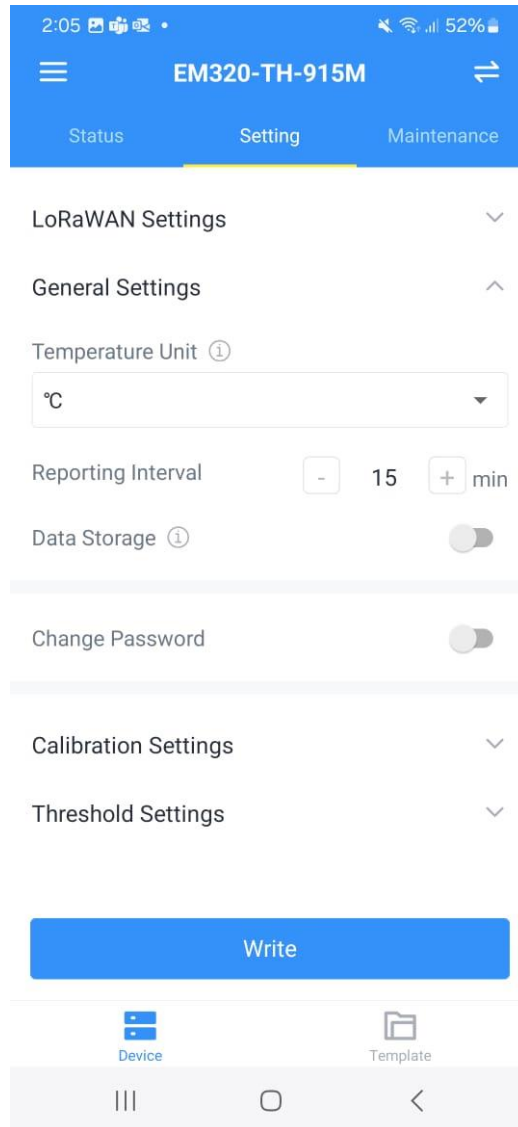 2:05 52%
EM320-TH-915M
Status Setting Maintenance
LoRaWAN Settings
General Settings
Temperature Unit
℃
Reporting Interval - 15 + min
Data Storage
Change Password
Calibration Settings
Threshold Settings
Write
Device Template